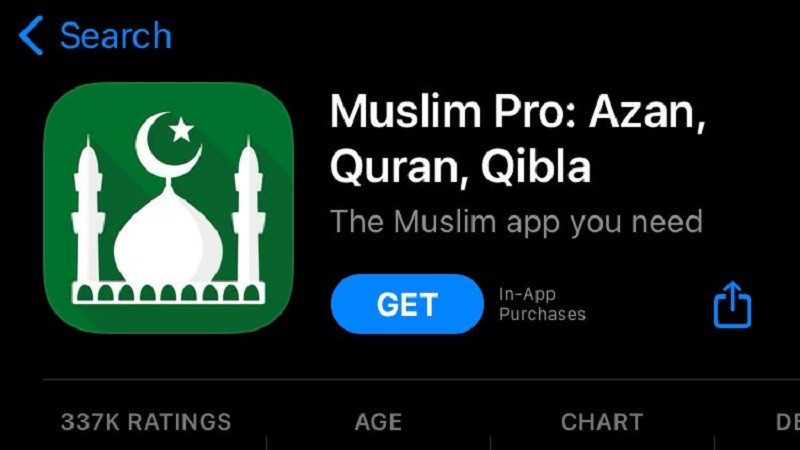 Search
Muslim Pro: Azan,
Quran, Qibla
The Muslim app you need
GET
In-App
Purchases
337K RATINGS
AGE
CHART